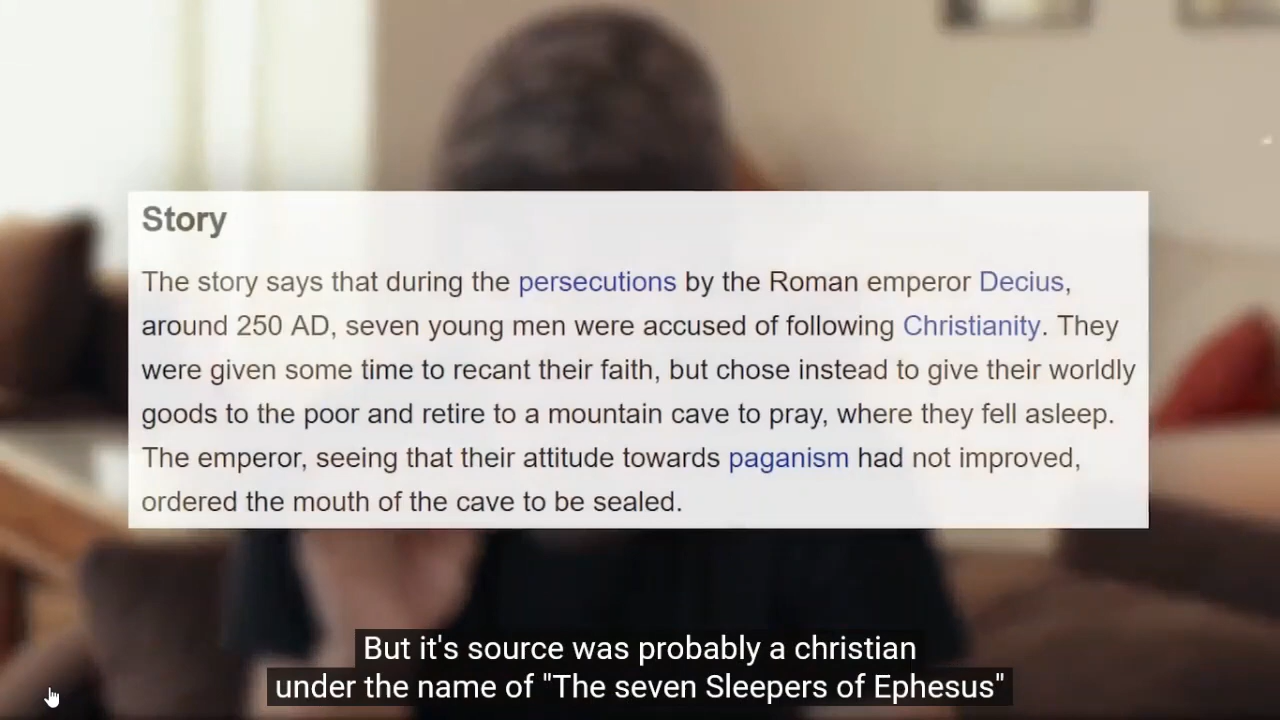 Story
The story says that during the persecutions by the Roman emperor Decius,
around 250 AD, seven young men were accused of following Christianity. They
were given some time to recant their faith, but chose instead to give their worldly
goods to the poor and retire to a mountain cave to pray, where they fell asleep.
The emperor, seeing that their attitude towards paganism had not improved,
ordered the mouth of the cave to be sealed.
But it's source was probably a christian
under the name of "The seven Sleepers of Ephesus"